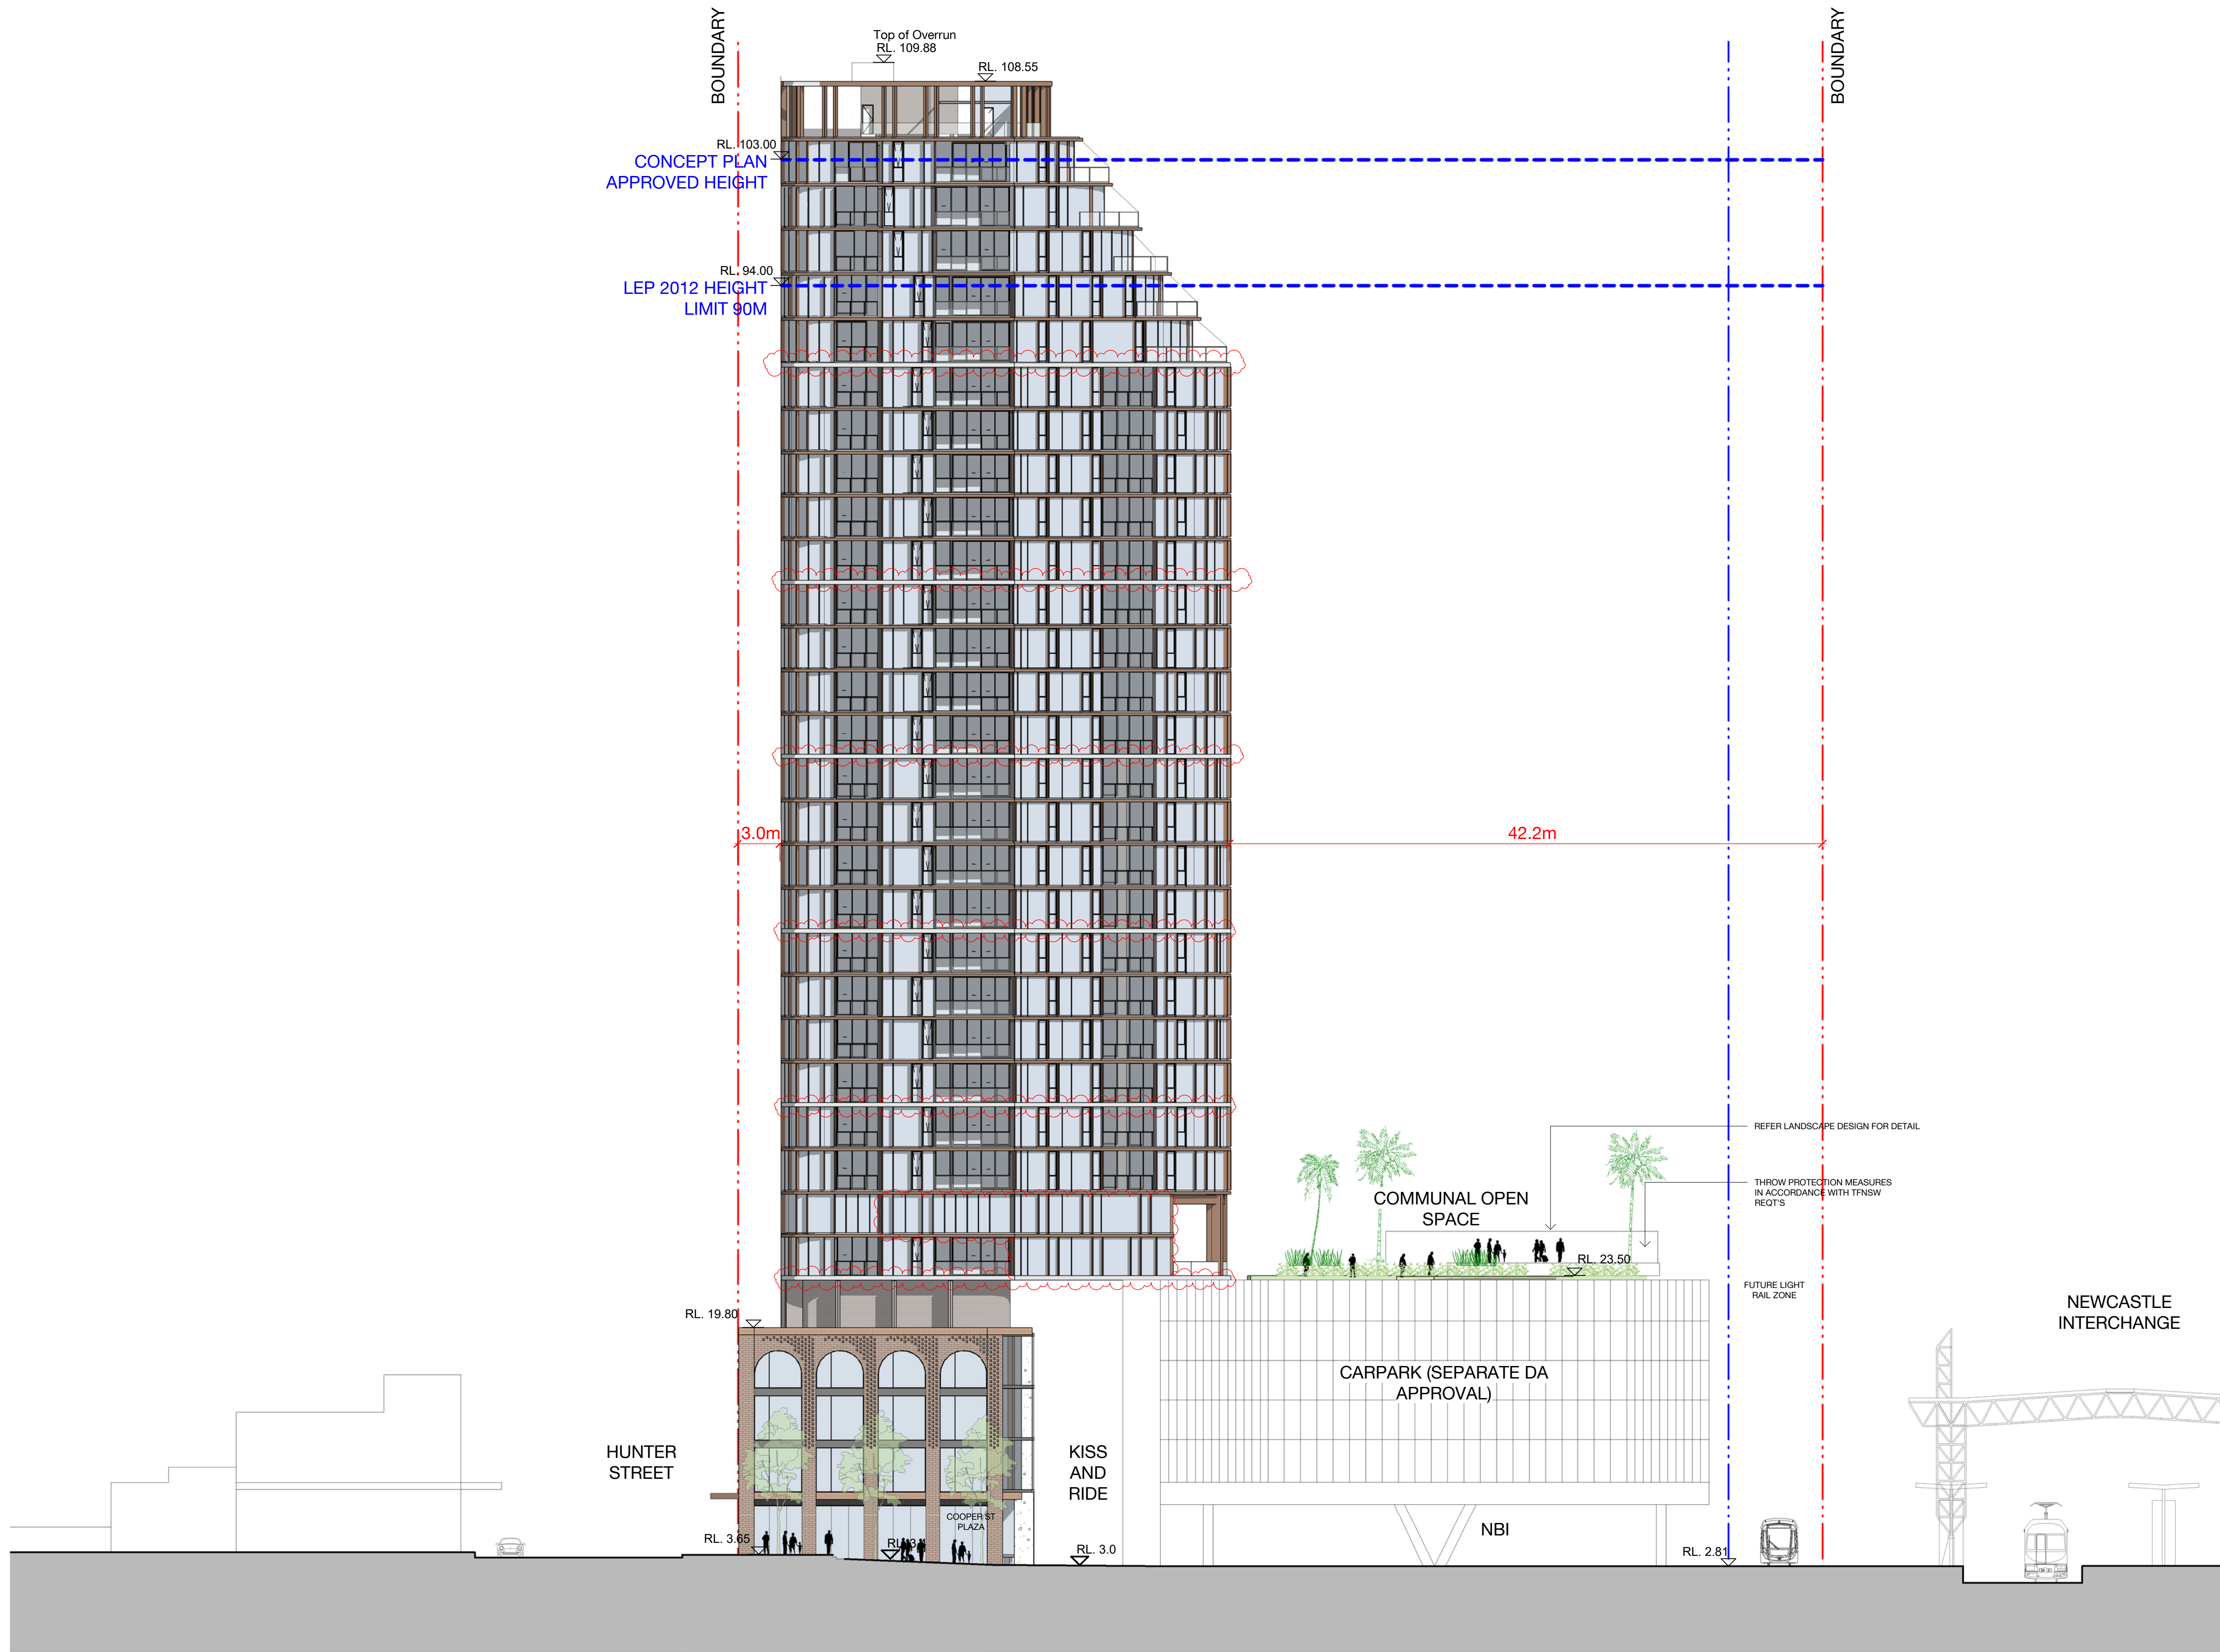 BOUNDARY
BOUNDARY
Top of Overrun
RL. 109.88
RL. 108.55
RL. 103.00
CONCEPT PLAN
APPROVED HEIGHT
RL. 94.00
LEP 2012 HEIGHT
LIMIT 90M
3.0m
42.2m
REFER LANDSCAPE DESIGN FOR DETAIL
THROW PROTECTION MEASURES
IN ACCORDANCE WITH TFNSW
REQT'S
COMMUNAL OPEN
SPACE
RL. 23.50
FUTURE LIGHT
RAIL ZONE
NEWCASTLE
INTERCHANGE
RL. 19.80
CARPARK (SEPARATE DA
APPROVAL)
HUNTER
STREET
KISS
AND
RIDE
COOPER ST
PLAZA
NBI
RL. 3.65
RL. 3.0
RL. 2.81